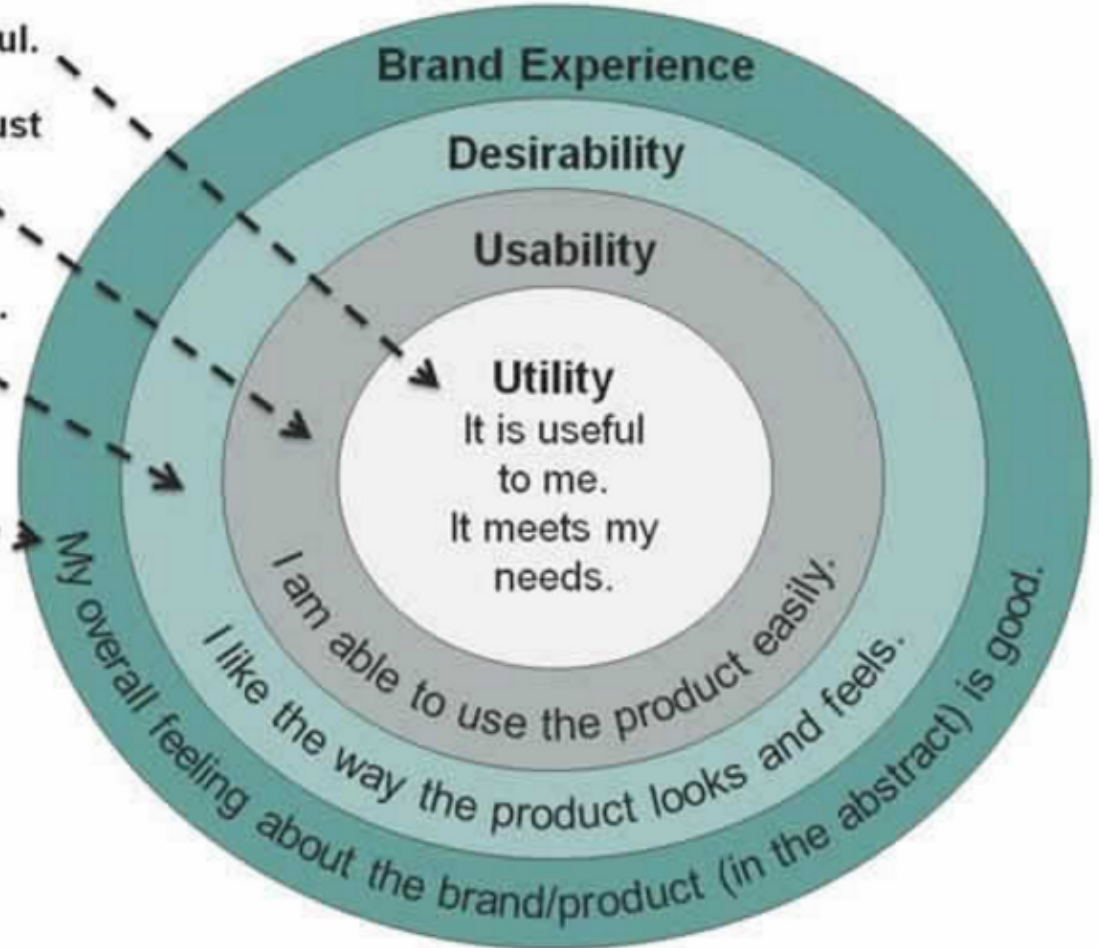 ul.
ust
.
Brand Experience
Desirability
Usability
Utility
It is useful
to me.
It meets my
needs.
I am able to use the product easily.
I like the way the product looks and feels.
My overall feeling about the brand/product (in the abstract) is good.